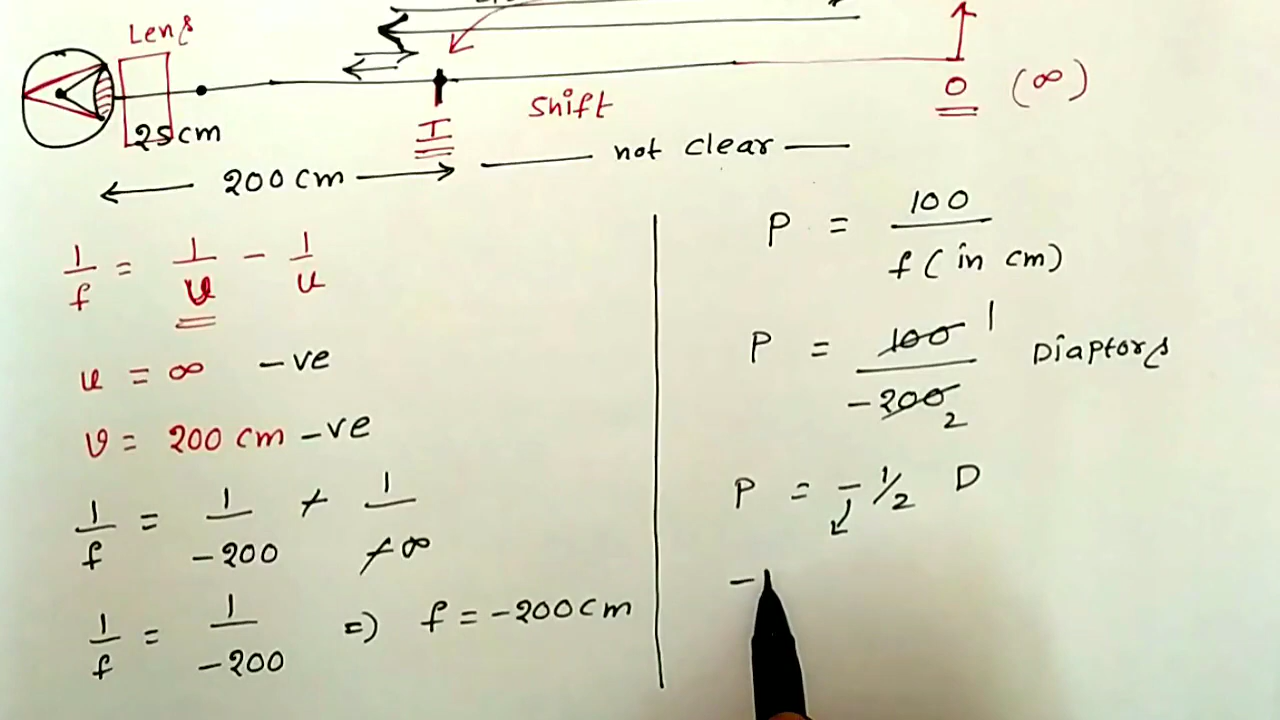 Lens
25cm
I
Shift
O (∞)
200 cm
not clear
1/f = 1/v - 1/u
u = ∞ -ve
v = 200 cm -ve
1/f = 1/-200 + 1/+∞
1/f = 1/-200 => f = -200cm
P = 100/f (in cm)
P = 100/-200 1 2 Diaptors
P = - 1/2 D
-